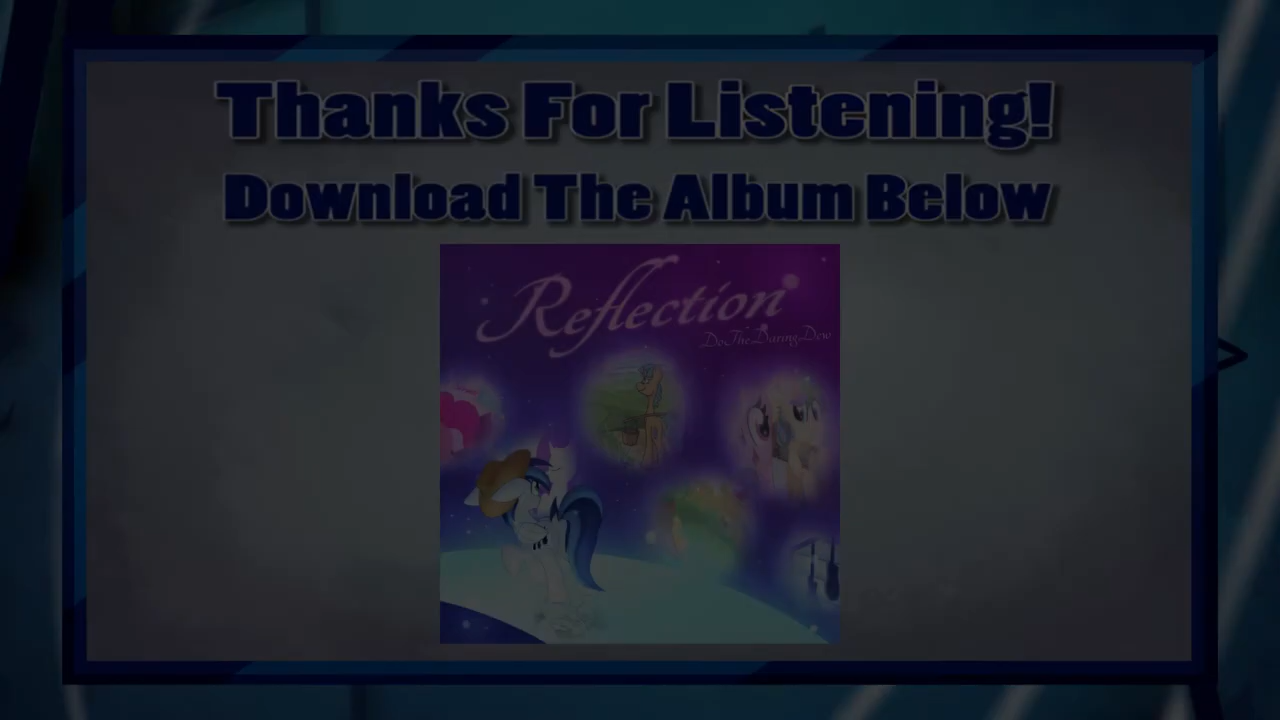 Thanks For Listening!
Download The Album Below
Reflection
DoTheDaringDew